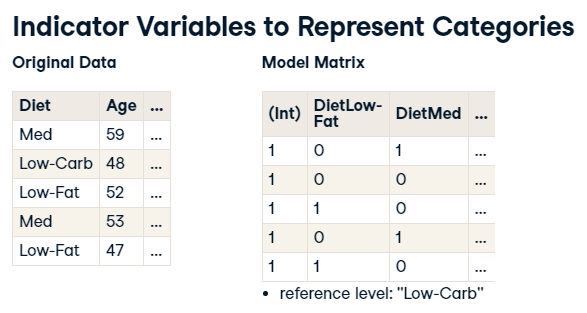 Indicator Variables to Represent Categories
Original Data
Model Matrix
Diet Age ...
Med 59 ...
Low-Carb 48 ...
Low-Fat 52 ...
Med 53 ...
Low-Fat 47 ...
(Int) DietLow- DietMed ...
Fat
1 0 1 ...
1 0 0 ...
1 1 0 ...
1 0 1 ...
1 1 0 ...
• reference level: "Low-Carb"